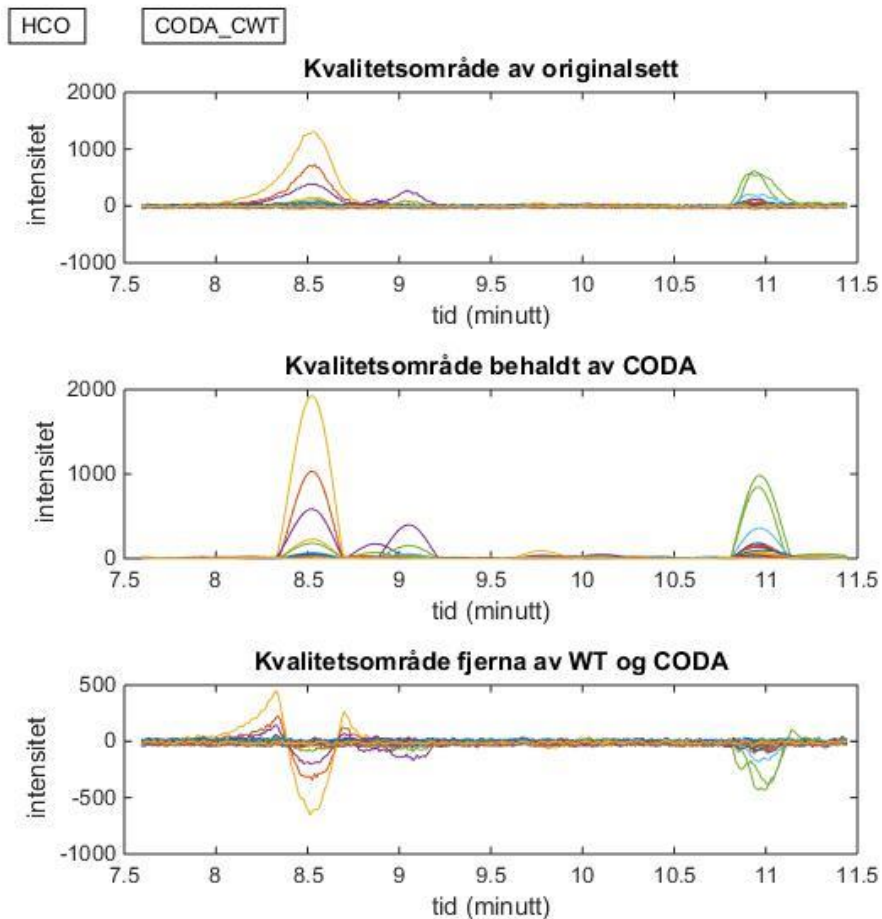 HCO
CODA_CWT
Kvalitetsområde av originalsett
2000
1000
0
-1000
intensitet
7.5 8 8.5 9 9.5 10 10.5 11 11.5
tid (minutt)
Kvalitetsområde behaldt av CODA
2000
1000
0
intensitet
7.5 8 8.5 9 9.5 10 10.5 11 11.5
tid (minutt)
Kvalitetsområde fjerna av WT og CODA
500
0
-500
-1000
intensitet
7.5 8 8.5 9 9.5 10 10.5 11 11.5
tid (minutt)